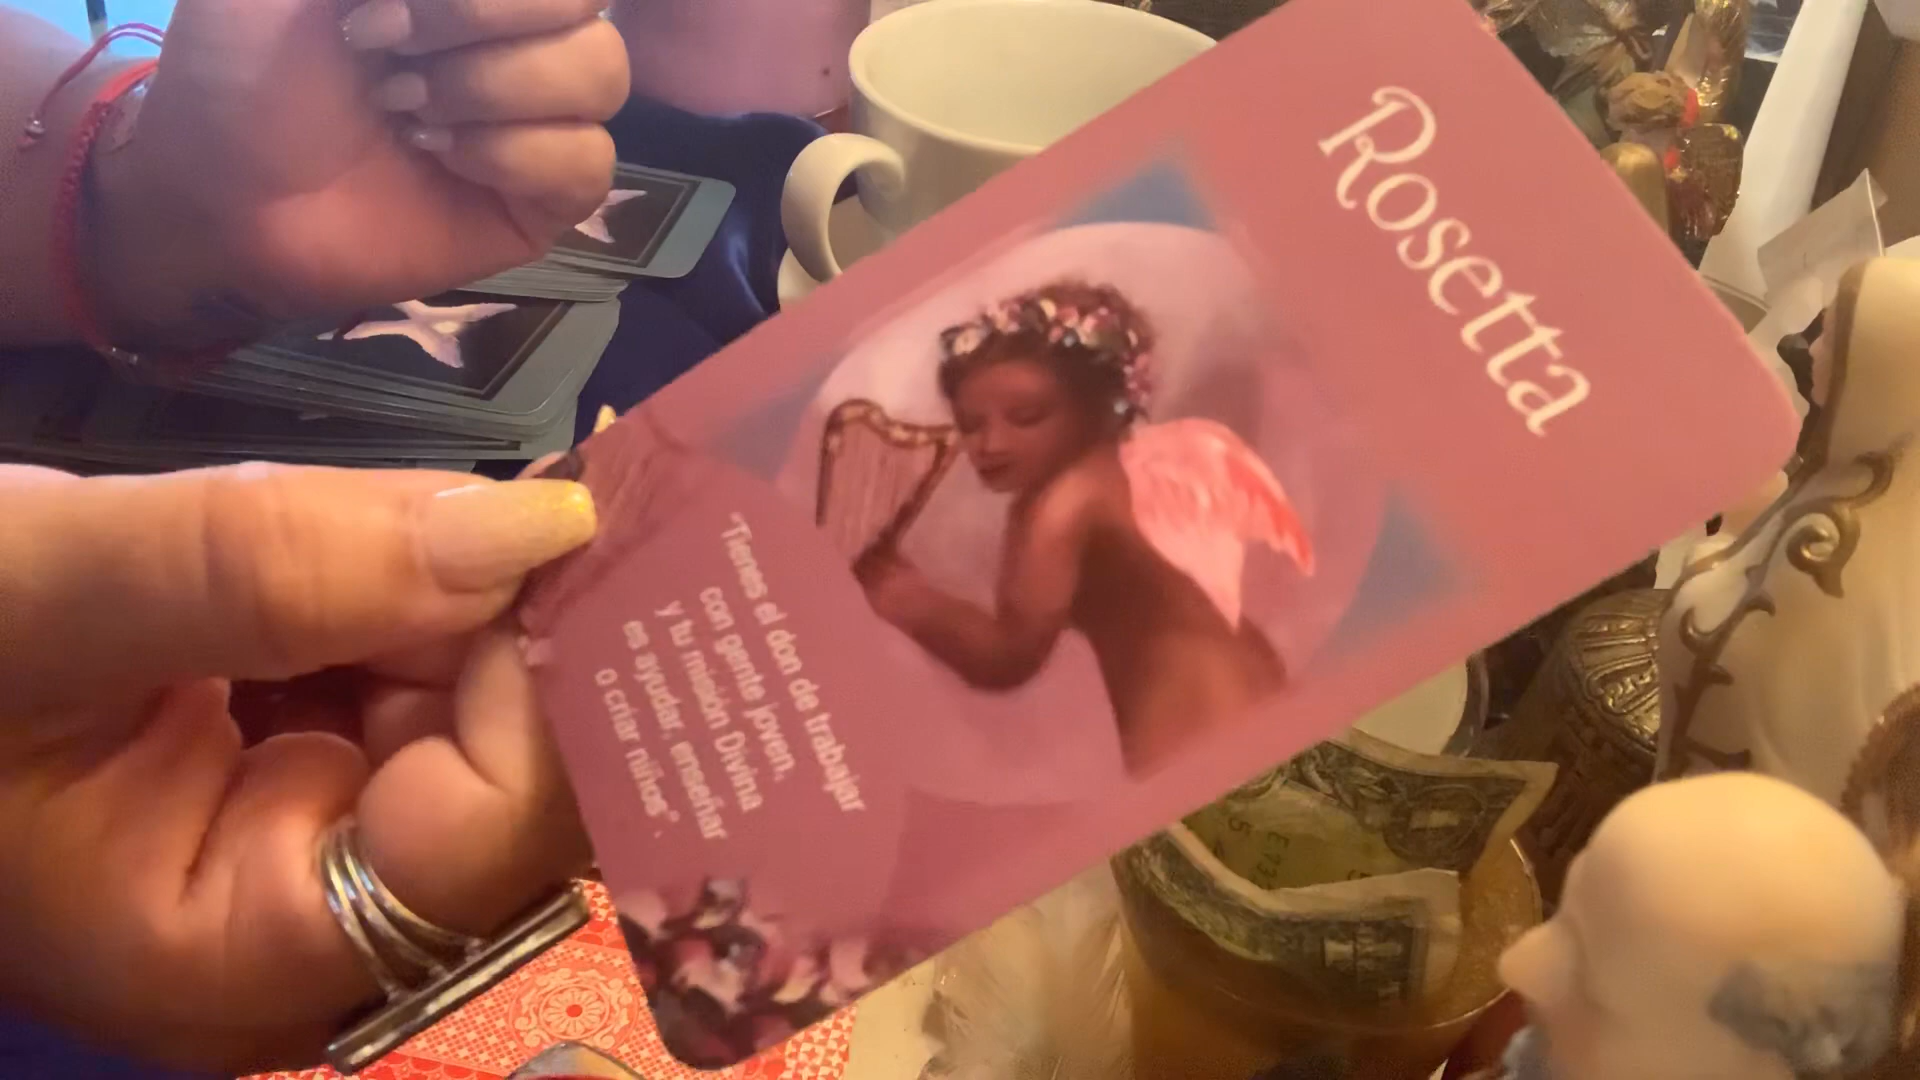 Rosetta
"Tienes el don de trabajar
con gente joven,
y tu misión Divina
es ayudar, enseñar
o criar niños".